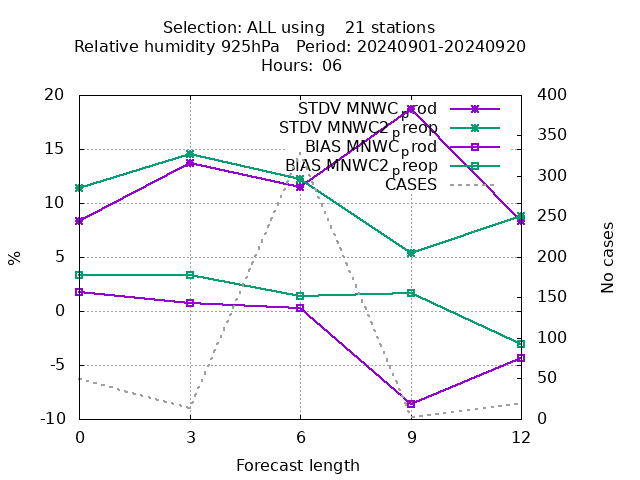 Selection: ALL using    21 stations
Relative humidity 925hPa   Period: 20240901-20240920
Hours: 06
STDV MNWC_prod
STDV MNWC2_preop
BIAS MNWC_prod
BIAS MNWC2_preop
CASES
20
15
10
5
0
-5
-10
%
400
350
300
250
200
150
100
50
0
No cases
0 3 6 9 12
Forecast length